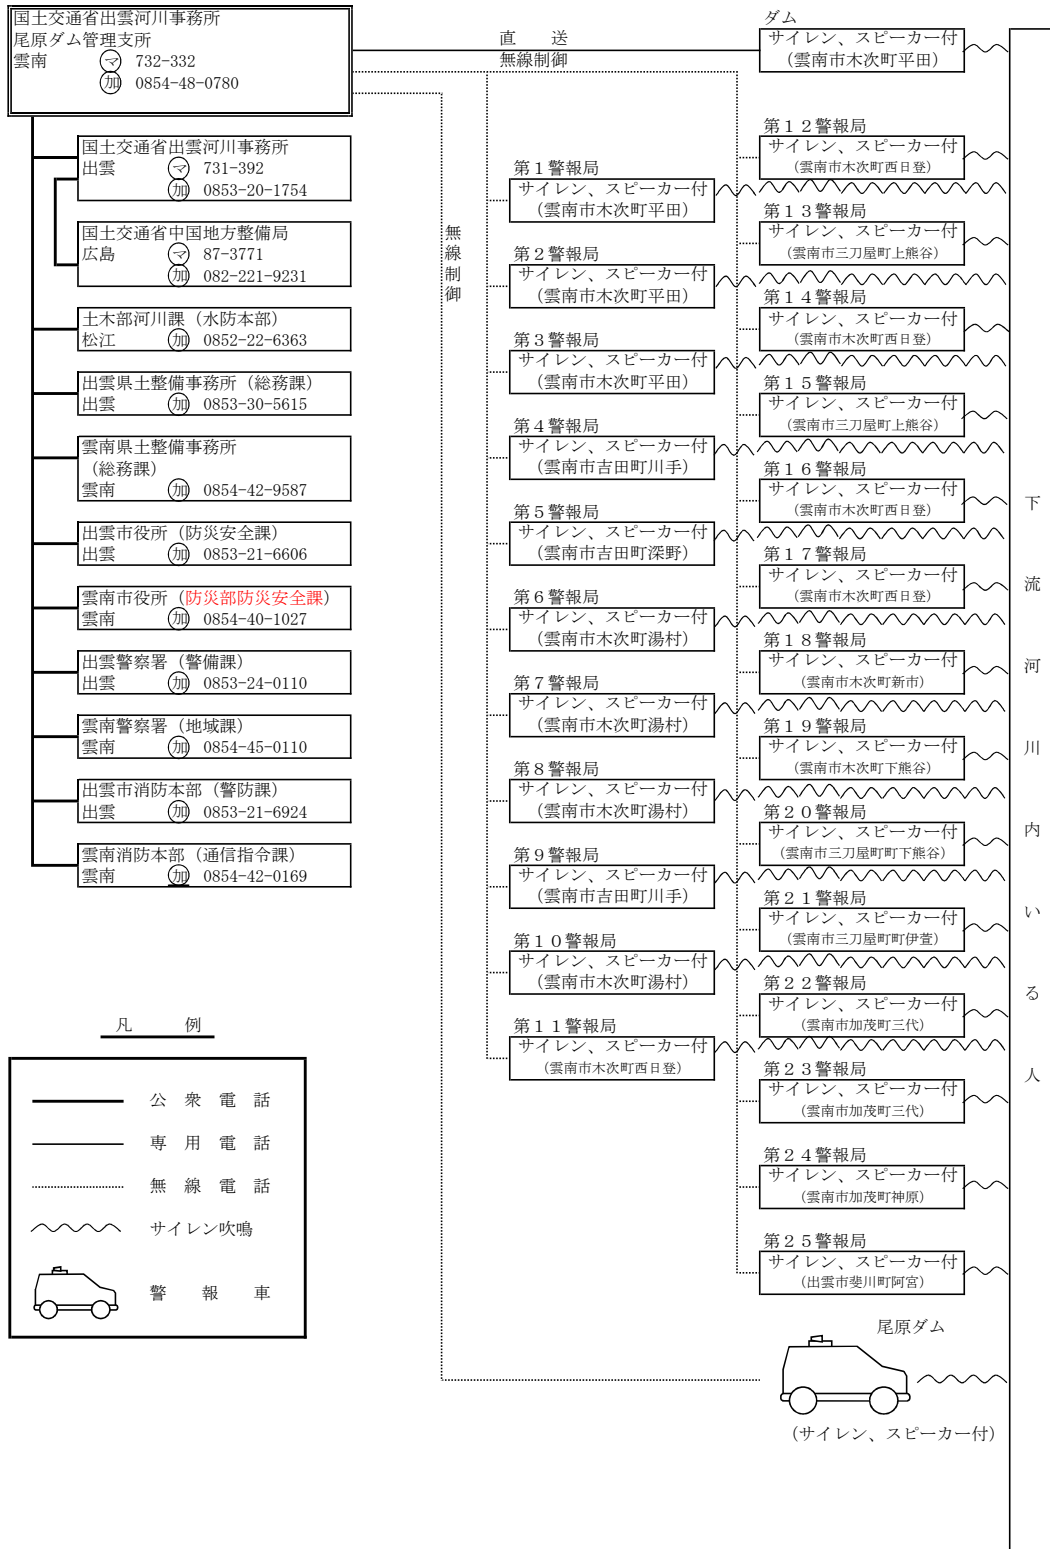 国土交通省出雲河川事務所
尾原ダム管理支所
雲南 マ 732-332
加 0854-48-0780
国土交通省出雲河川事務所
出雲 マ 731-392
加 0853-20-1754
国土交通省中国地方整備局
広島 マ 87-3771
加 082-221-9231
土木部河川課（水防本部）
松江 加 0852-22-6363
出雲県土整備事務所（総務課）
出雲 加 0853-30-5615
雲南県土整備事務所
（総務課）
雲南 加 0854-42-9587
出雲市役所（防災安全課）
出雲 加 0853-21-6606
雲南市役所（防災部防災安全課）
雲南 加 0854-40-1027
出雲警察署（警備課）
出雲 加 0853-24-0110
雲南警察署（地域課）
雲南 加 0854-45-0110
出雲市消防本部（警防課）
出雲 加 0853-21-6924
雲南消防本部（通信指令課）
雲南 加 0854-42-0169
凡 例
公 衆 電 話
専 用 電 話
無 線 電 話
サイレン吹鳴
警 報 車
直 送
無線制御
無線制御
第１警報局
サイレン、スピーカー付
（雲南市木次町平田）
第２警報局
サイレン、スピーカー付
（雲南市木次町平田）
第３警報局
サイレン、スピーカー付
（雲南市木次町平田）
第４警報局
サイレン、スピーカー付
（雲南市吉田町川手）
第５警報局
サイレン、スピーカー付
（雲南市吉田町深野）
第６警報局
サイレン、スピーカー付
（雲南市木次町湯村）
第７警報局
サイレン、スピーカー付
（雲南市木次町湯村）
第８警報局
サイレン、スピーカー付
（雲南市木次町湯村）
第９警報局
サイレン、スピーカー付
（雲南市吉田町川手）
第１０警報局
サイレン、スピーカー付
（雲南市木次町湯村）
第１１警報局
サイレン、スピーカー付
（雲南市木次町西日登）
ダム
サイレン、スピーカー付
（雲南市木次町平田）
第１２警報局
サイレン、スピーカー付
（雲南市木次町西日登）
第１３警報局
サイレン、スピーカー付
（雲南市三刀屋町上熊谷）
第１４警報局
サイレン、スピーカー付
（雲南市木次町西日登）
第１５警報局
サイレン、スピーカー付
（雲南市三刀屋町上熊谷）
第１６警報局
サイレン、スピーカー付
（雲南市木次町西日登）
第１７警報局
サイレン、スピーカー付
（雲南市木次町西日登）
第１８警報局
サイレン、スピーカー付
（雲南市木次町新市）
第１９警報局
サイレン、スピーカー付
（雲南市木次町下熊谷）
第２０警報局
サイレン、スピーカー付
（雲南市三刀屋町町下熊谷）
第２１警報局
サイレン、スピーカー付
（雲南市三刀屋町町伊萱）
第２２警報局
サイレン、スピーカー付
（雲南市加茂町三代）
第２３警報局
サイレン、スピーカー付
（雲南市加茂町三代）
第２４警報局
サイレン、スピーカー付
（雲南市加茂町神原）
第２５警報局
サイレン、スピーカー付
（出雲市斐川町阿宮）
尾原ダム
（サイレン、スピーカー付）
下流河川内いる人